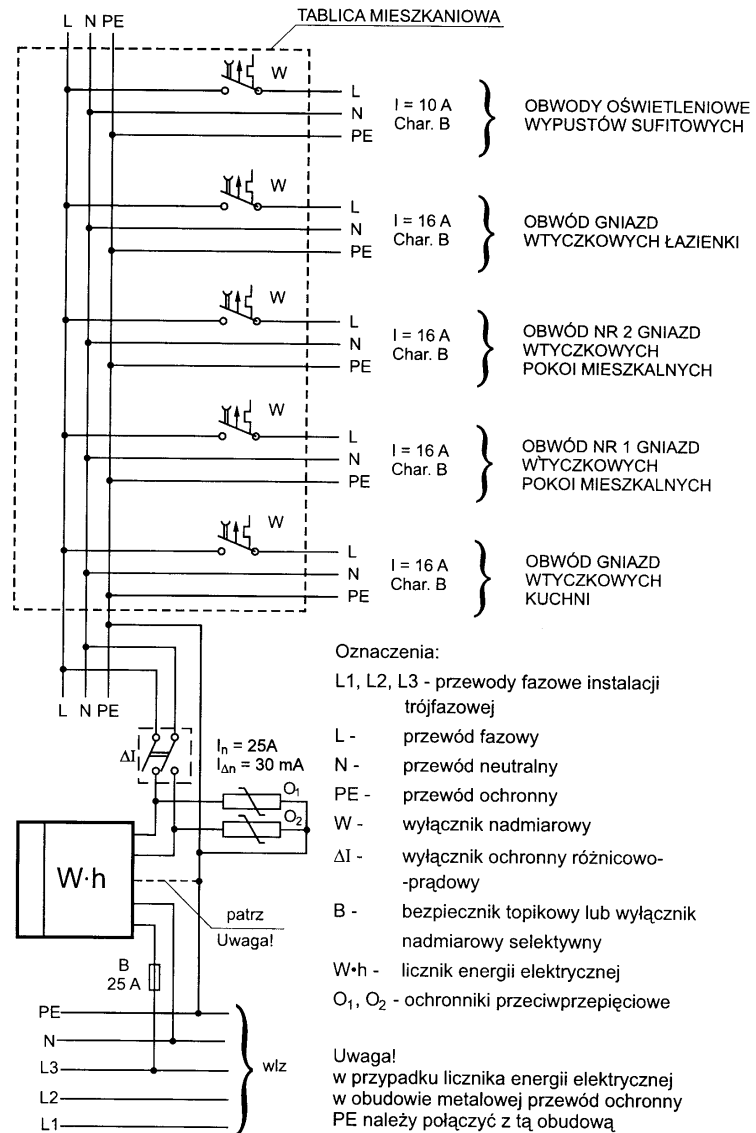 TABLICA MIESZKANIOWA
L N PE
W
L
N
PE
I = 10 A
Char. B
OBWODY OŚWIETLENIOWE
WYPUSTÓW SUFITOWYCH
W
L
N
PE
I = 16 A
Char. B
OBWÓD GNIAZD
WTYCZKOWYCH ŁAZIENKI
W
L
N
PE
I = 16 A
Char. B
OBWÓD NR 2 GNIAZD
WTYCZKOWYCH
POKOI MIESZKALNYCH
W
L
N
PE
I = 16 A
Char. B
OBWÓD NR 1 GNIAZD
WTYCZKOWYCH
POKOI MIESZKALNYCH
W
L
N
PE
I = 16 A
Char. B
OBWÓD GNIAZD
WTYCZKOWYCH
KUCHNI
L N PE
ΔI
Iₙ = 25A
I_Δn = 30 mA
O₁
O₂
W·h
patrz
Uwaga!
B
25 A
PE
N
L3
L2
L1
wlz
Oznaczenia:
L1, L2, L3 - przewody fazowe instalacji
trójfazowej
L - przewód fazowy
N - przewód neutralny
PE - przewód ochronny
W - wyłącznik nadmiarowy
ΔI - wyłącznik ochronny różnicowo-
-prądowy
B - bezpiecznik topikowy lub wyłącznik
nadmiarowy selektywny
W•h - licznik energii elektrycznej
O₁, O₂ - ochronniki przeciwprzepięciowe
Uwaga!
w przypadku licznika energii elektrycznej
w obudowie metalowej przewód ochronny
PE należy połączyć z tą obudową